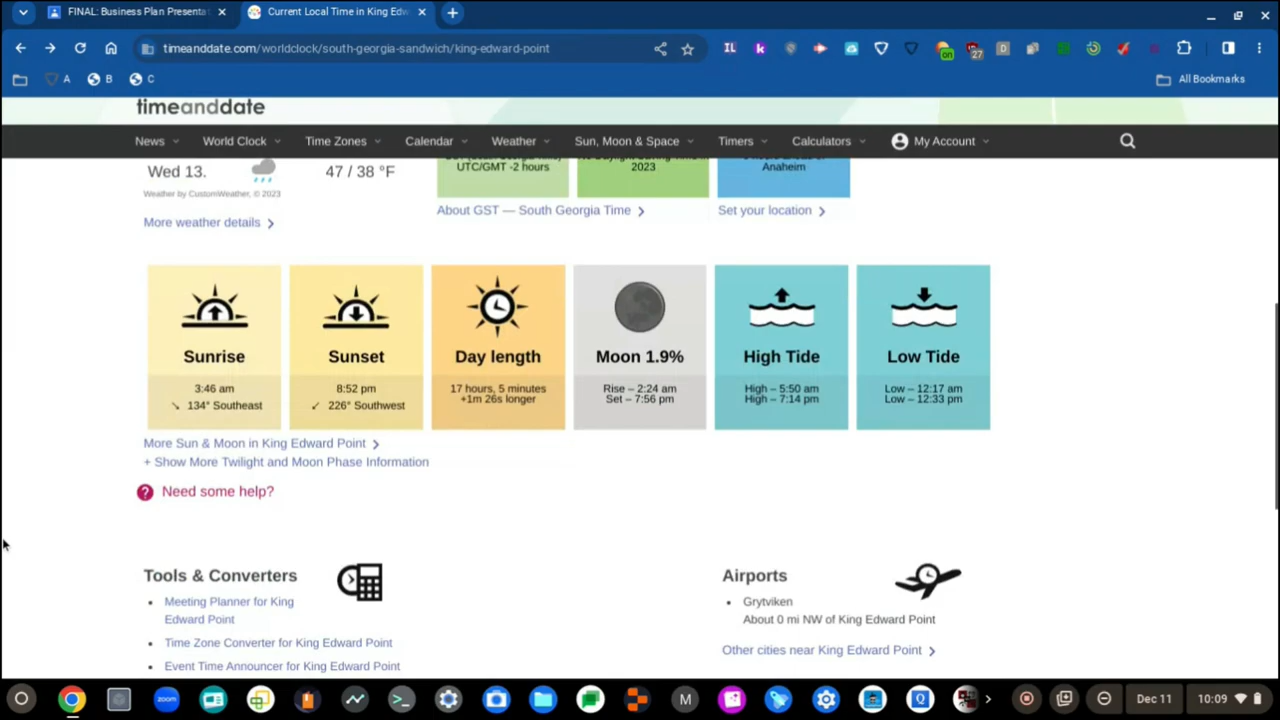 FINAL: Business Plan Presenta
Current Local Time in King Edw
timeanddate.com/worldclock/south-georgia-sandwich/king-edward-point
IL
k
on
27
D
A
B
C
All Bookmarks
timeanddate
News
World Clock
Time Zones
Calendar
Weather
Sun, Moon & Space
Timers
Calculators
My Account
Wed 13.
47 / 38 °F
UTC/GMT -2 hours
2023
Anaheim
Weather by CustomWeather, © 2023
More weather details
About GST — South Georgia Time
Set your location
Sunrise
3:46 am
134° Southeast
Sunset
8:52 pm
226° Southwest
Day length
17 hours, 5 minutes
+1m 26s longer
Moon 1.9%
Rise – 2:24 am
Set – 7:56 pm
High Tide
High – 5:50 am
High – 7:14 pm
Low Tide
Low – 12:17 am
Low – 12:33 pm
More Sun & Moon in King Edward Point
+ Show More Twilight and Moon Phase Information
? Need some help?
Tools & Converters
Meeting Planner for King
Edward Point
Time Zone Converter for King Edward Point
Event Time Announcer for King Edward Point
Airports
Grytviken
About 0 mi NW of King Edward Point
Other cities near King Edward Point
zoom
M
Q
Dec 11
10:09